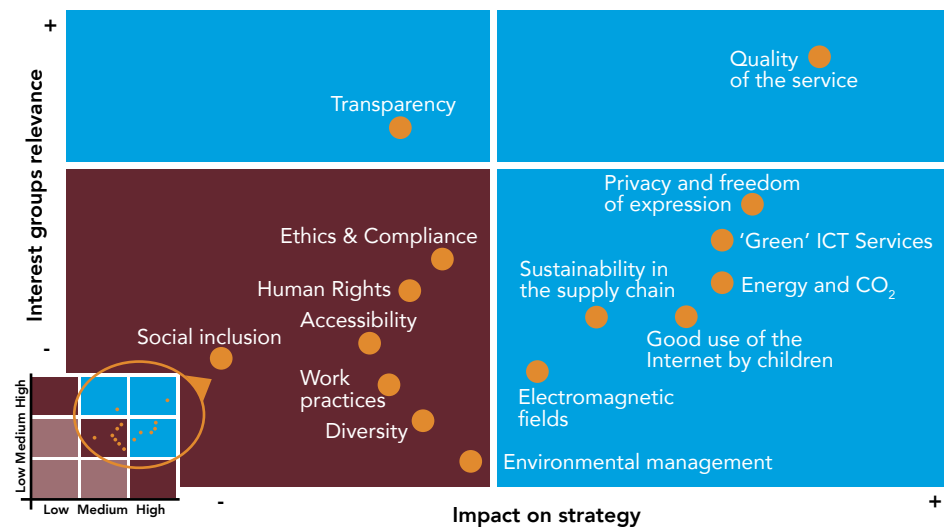 +
Interest groups relevance
-
Quality
of the service
Transparency
Privacy and freedom
of expression
Ethics & Compliance
'Green' ICT Services
Sustainability in
the supply chain
Human Rights
Energy and CO₂
Accessibility
Social inclusion
Good use of the
Internet by children
Work
practices
Electromagnetic
fields
Diversity
Environmental management
Low Medium High
Low Medium High
-
Impact on strategy
+